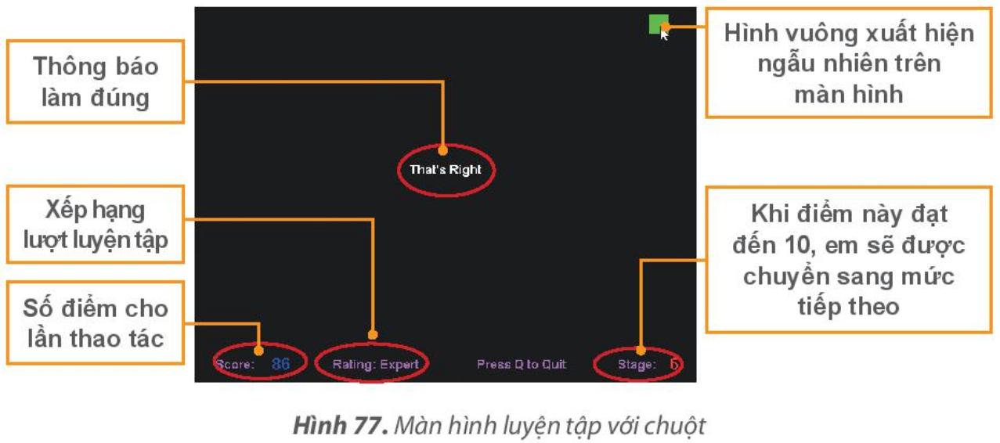 Thông báo
làm đúng
Xếp hạng
lượt luyện tập
Số điểm cho
lần thao tác
That's Right
Score: 86
Rating: Expert
Press Q to Quit
Stage: 6
Hình vuông xuất hiện
ngẫu nhiên trên
màn hình
Khi điểm này đạt
đến 10, em sẽ được
chuyển sang mức
tiếp theo
Hình 77. Màn hình luyện tập với chuột